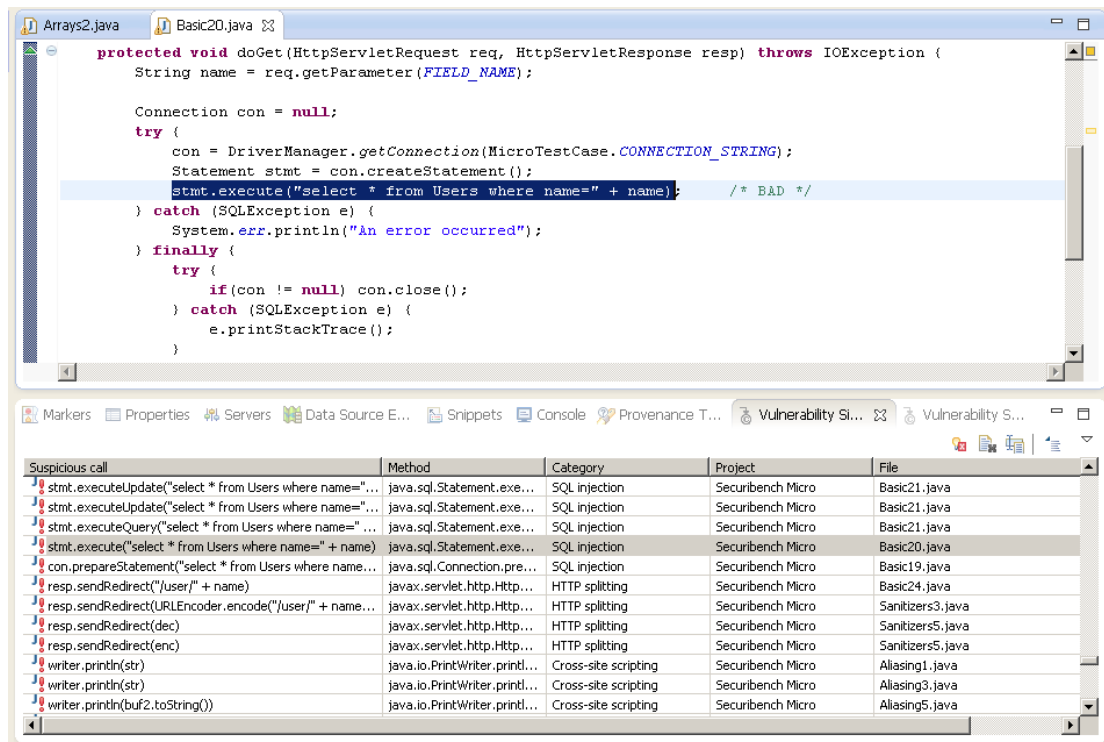 Arrays2.java Basic20.java
protected void doGet(HttpServletRequest req, HttpServletResponse resp) throws IOException {
String name = req.getParameter(FIELD_NAME);
Connection con = null;
try {
con = DriverManager.getConnection(MicroTestCase.CONNECTION_STRING);
Statement stmt = con.createStatement();
stmt.execute("select * from Users where name=" + name); /* BAD */
} catch (SQLException e) {
System.err.println("An error occurred");
} finally {
try {
if(con != null) con.close();
} catch (SQLException e) {
e.printStackTrace();
}
Markers Properties Servers Data Source E... Snippets Console Provenance T... Vulnerability Si... Vulnerability S...
Suspicious call Method Category Project File
stmt.executeUpdate("select * from Users where name="... java.sql.Statement.exe... SQL injection Securibench Micro Basic21.java
stmt.executeUpdate("select * from Users where name="... java.sql.Statement.exe... SQL injection Securibench Micro Basic21.java
stmt.executeQuery("select * from Users where name=" ... java.sql.Statement.exe... SQL injection Securibench Micro Basic21.java
stmt.execute("select * from Users where name=" + name) java.sql.Statement.exe... SQL injection Securibench Micro Basic20.java
con.prepareStatement("select * from Users where name... java.sql.Connection.pre... SQL injection Securibench Micro Basic19.java
resp.sendRedirect("/user/" + name) javax.servlet.http.Http... HTTP splitting Securibench Micro Basic24.java
resp.sendRedirect(URLEncoder.encode("/user/" + name... javax.servlet.http.Http... HTTP splitting Securibench Micro Sanitizers3.java
resp.sendRedirect(dec) javax.servlet.http.Http... HTTP splitting Securibench Micro Sanitizers5.java
resp.sendRedirect(enc) javax.servlet.http.Http... HTTP splitting Securibench Micro Sanitizers5.java
writer.println(str) java.io.PrintWriter.printl... Cross-site scripting Securibench Micro Aliasing1.java
writer.println(str) java.io.PrintWriter.printl... Cross-site scripting Securibench Micro Aliasing3.java
writer.println(buf2.toString()) java.io.PrintWriter.printl... Cross-site scripting Securibench Micro Aliasing5.java